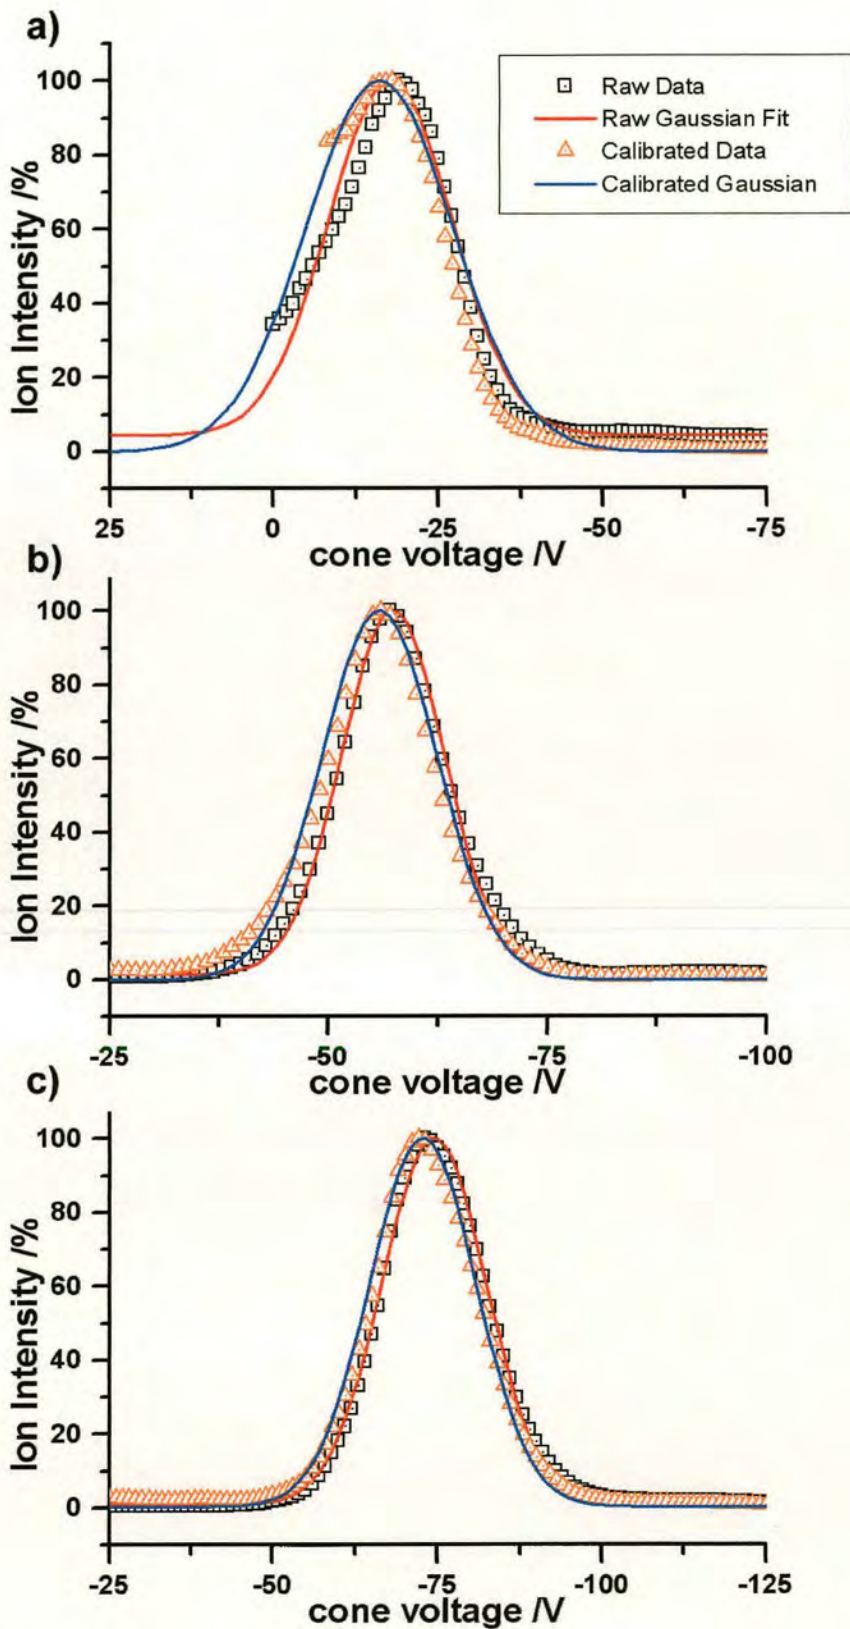 a)
Raw Data
Raw Gaussian Fit
Calibrated Data
Calibrated Gaussian
Ion Intensity /%
100
80
60
40
20
0
25 0 -25 -50 -75
cone voltage /V
b)
Ion Intensity /%
100
80
60
40
20
0
-25 -50 -75 -100
cone voltage /V
c)
Ion Intensity /%
100
80
60
40
20
0
-25 -50 -75 -100 -125
cone voltage /V